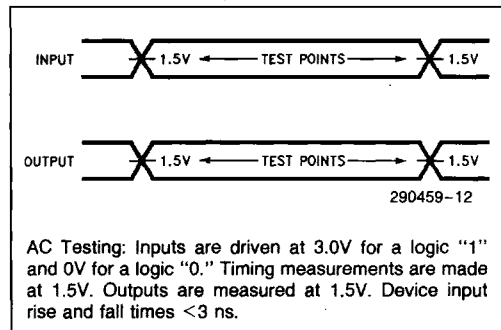 INPUT 1.5V TEST POINTS 1.5V
OUTPUT 1.5V TEST POINTS 1.5V
290459-12
AC Testing: Inputs are driven at 3.0V for a logic "1"
and 0V for a logic "0." Timing measurements are made
at 1.5V. Outputs are measured at 1.5V. Device input
rise and fall times <3 ns.